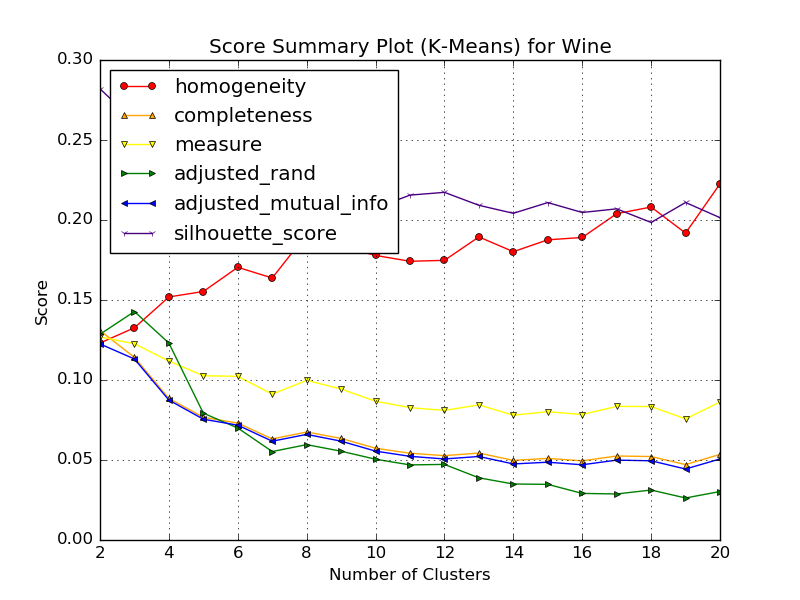 Score Summary Plot (K-Means) for Wine
0.30
0.25
0.20
0.15
0.10
0.05
0.00
Score
homogeneity
completeness
measure
adjusted_rand
adjusted_mutual_info
silhouette_score
2 4 6 8 10 12 14 16 18 20
Number of Clusters